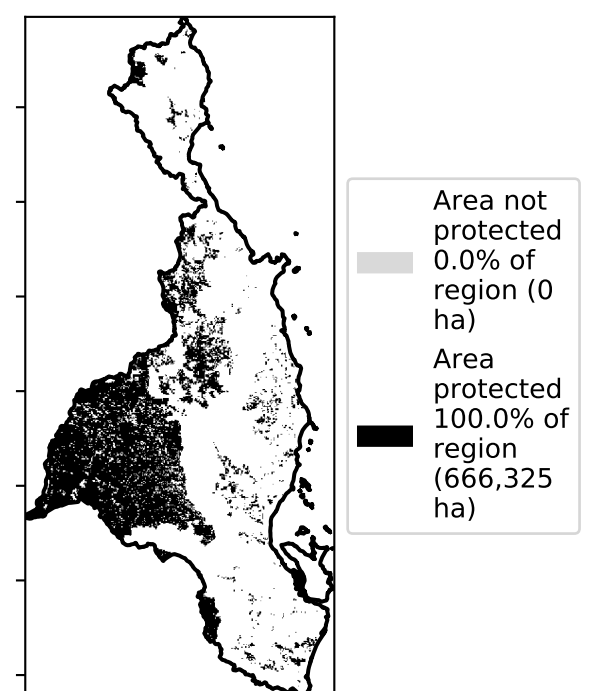 Area not
protected
0.0% of
region (0
ha)
Area
protected
100.0% of
region
(666,325
ha)